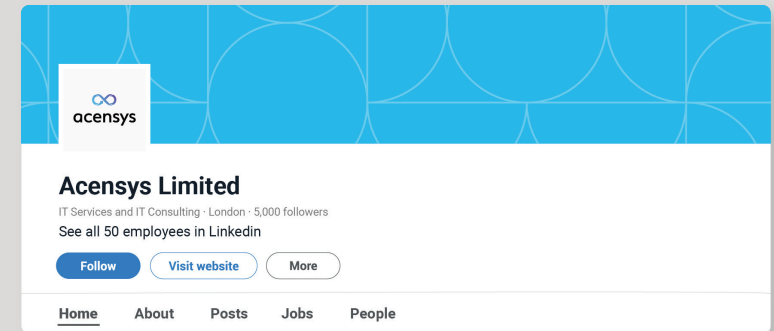 acensys
Acensys Limited
IT Services and IT Consulting · London · 5,000 followers
See all 50 employees in Linkedin
Follow Visit website More
Home About Posts Jobs People